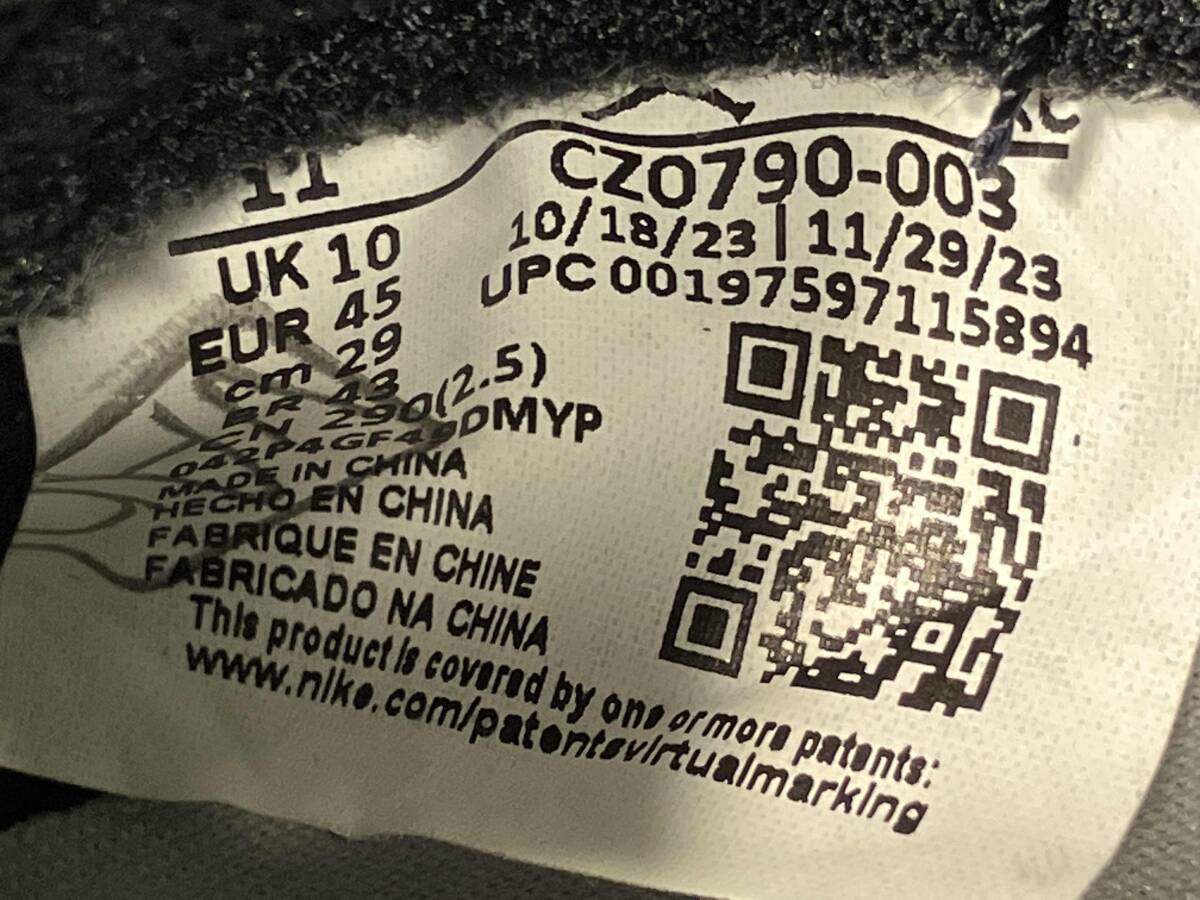 11
UK 10
EUR 45
cm 29
BR 43
CN 290(2.5)
MADE IN CHINA
HECHO EN CHINA
FABRIQUE EN CHINE
FABRICADO NA CHINA
This product is covered by one or more patents:
www.nike.com/patentsvirtualmarking
CZ0790-003
10/18/23 | 11/29/23
UPC 00197597115894